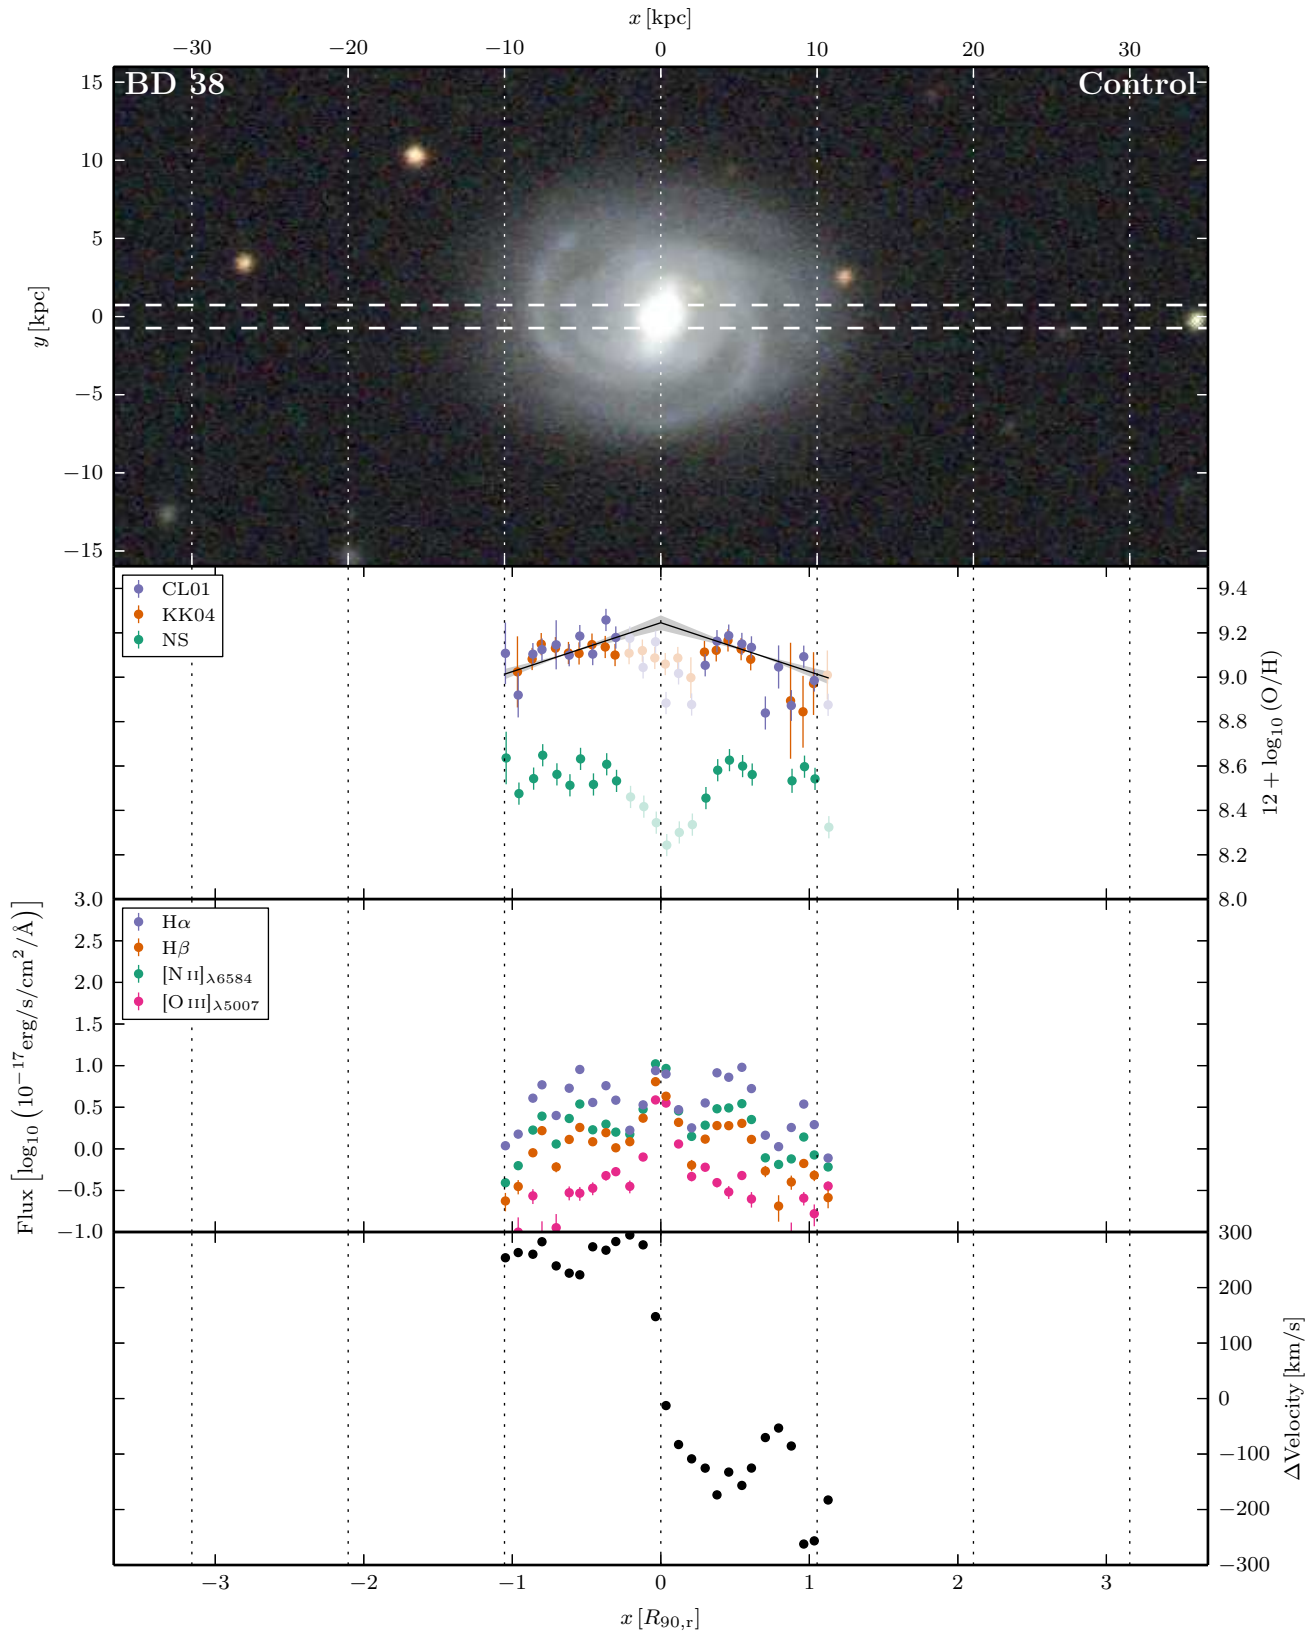 x [kpc]
−30 −20 −10 0 10 20 30
BD 38 Control
15
10
5
0
−5
−10
−15
y [kpc]
CL01
KK04
NS
9.4
9.2
9.0
8.8
8.6
8.4
8.2
8.0
12 + log₁₀ (O/H)
3.0
2.5
2.0
1.5
1.0
0.5
0.0
−0.5
−1.0
Flux [log₁₀ (10⁻¹⁷erg/s/cm²/Å)]
Hα
Hβ
[N II]λ6584
[O III]λ5007
300
200
100
0
−100
−200
−300
ΔVelocity [km/s]
−3 −2 −1 0 1 2 3
x [R₉₀,ᵣ]